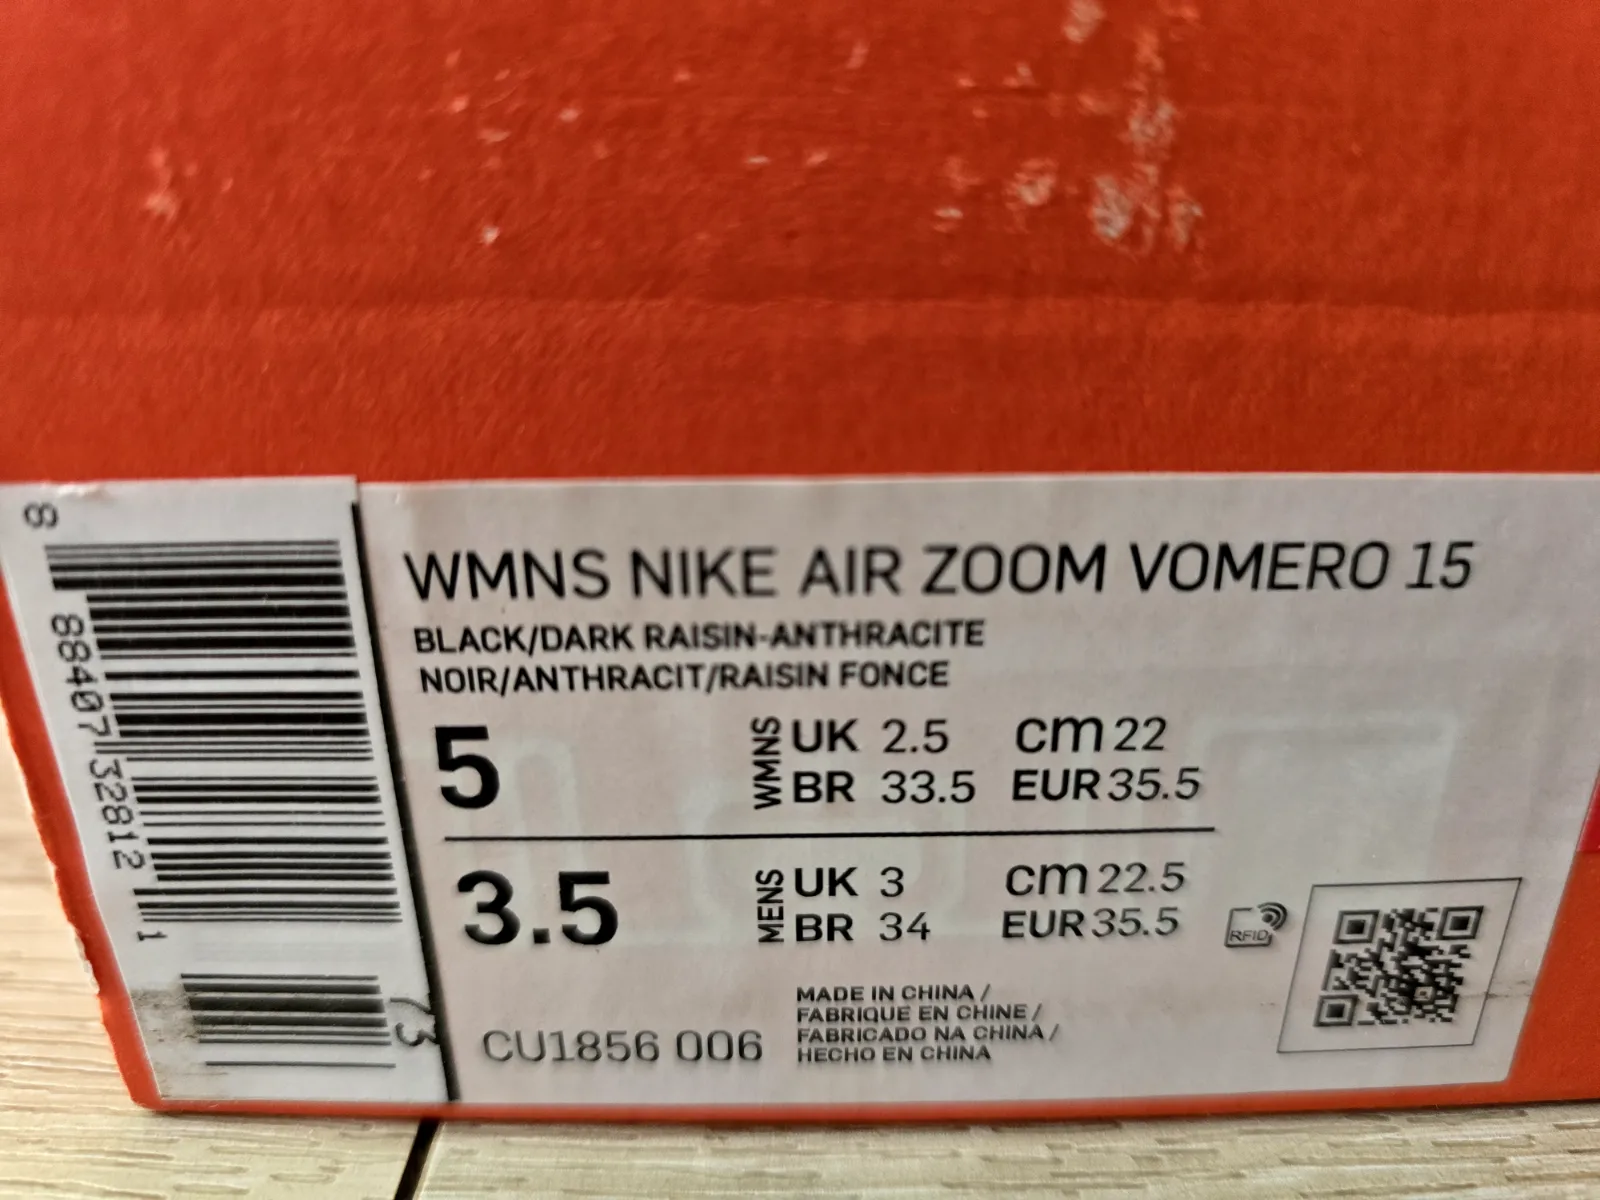 8 88407 32812 1
73
WMNS NIKE AIR ZOOM VOMERO 15
BLACK/DARK RAISIN-ANTHRACITE
NOIR/ANTHRACIT/RAISIN FONCE
5
WMNS
UK 2.5 cm 22
BR 33.5 EUR 35.5
3.5
MENS
UK 3 cm 22.5
BR 34 EUR 35.5
RFID
CU1856 006
MADE IN CHINA /
FABRIQUE EN CHINE /
FABRICADO NA CHINA /
HECHO EN CHINA